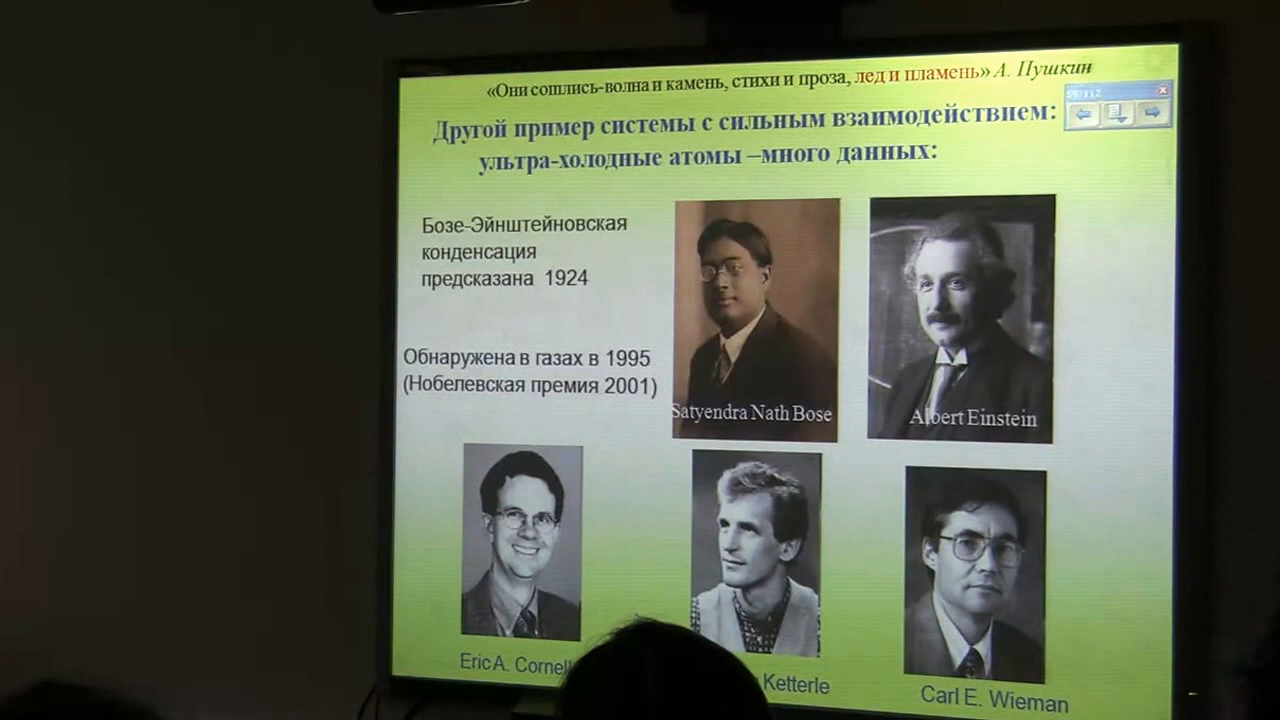 «Они сошлись-волна и камень, стихи и проза, лед и пламень» А. Пушкин
Другой пример системы с сильным взаимодействием:
ультра-холодные атомы –много данных:
Бозе-Эйнштейновская
конденсация
предсказана 1924
Обнаружена в газах в 1995
(Нобелевская премия 2001)
Satyendra Nath Bose
Albert Einstein
Eric A. Cornell
Ketterle
Carl E. Wieman